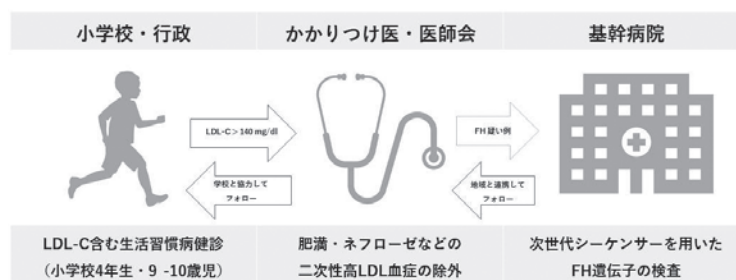 小学校・行政
かかりつけ医・医師会
基幹病院
LDL-C > 140 mg/dl
FH 疑い例
学校と協力して
フォロー
地域と連携して
フォロー
LDL-C含む生活習慣病健診
（小学校4年生・9 -10歳児）
肥満・ネフローゼなどの
二次性高LDL血症の除外
次世代シーケンサーを用いた
FH遺伝子の検査